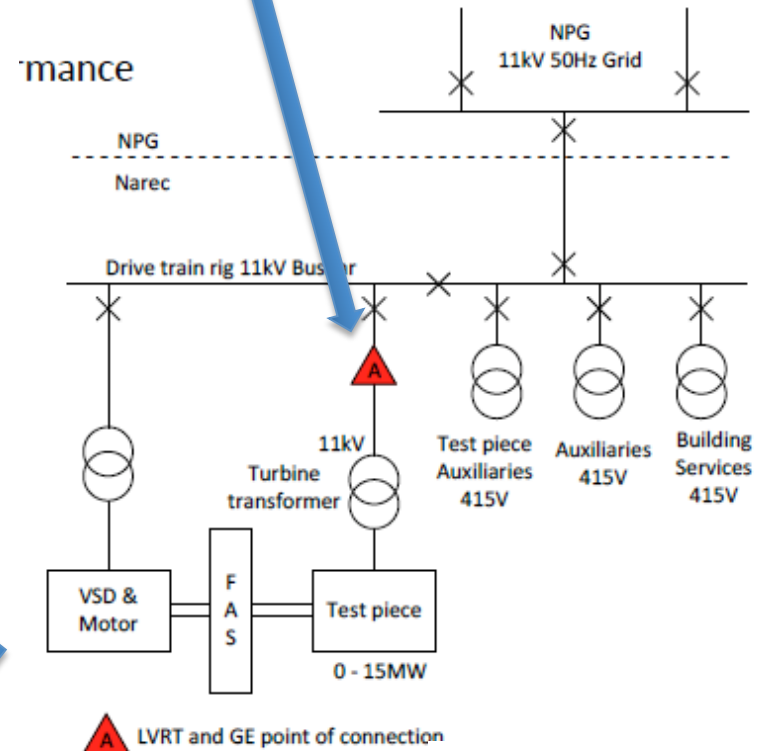 rmance
NPG
11kV 50Hz Grid
NPG
Narec
Drive train rig 11kV
A
11kV
Turbine
transformer
Test piece
Auxiliaries
415V
Auxiliaries
415V
Building
Services
415V
VSD &
Motor
F
A
S
Test piece
0 - 15MW
A
LVRT and GE point of connection